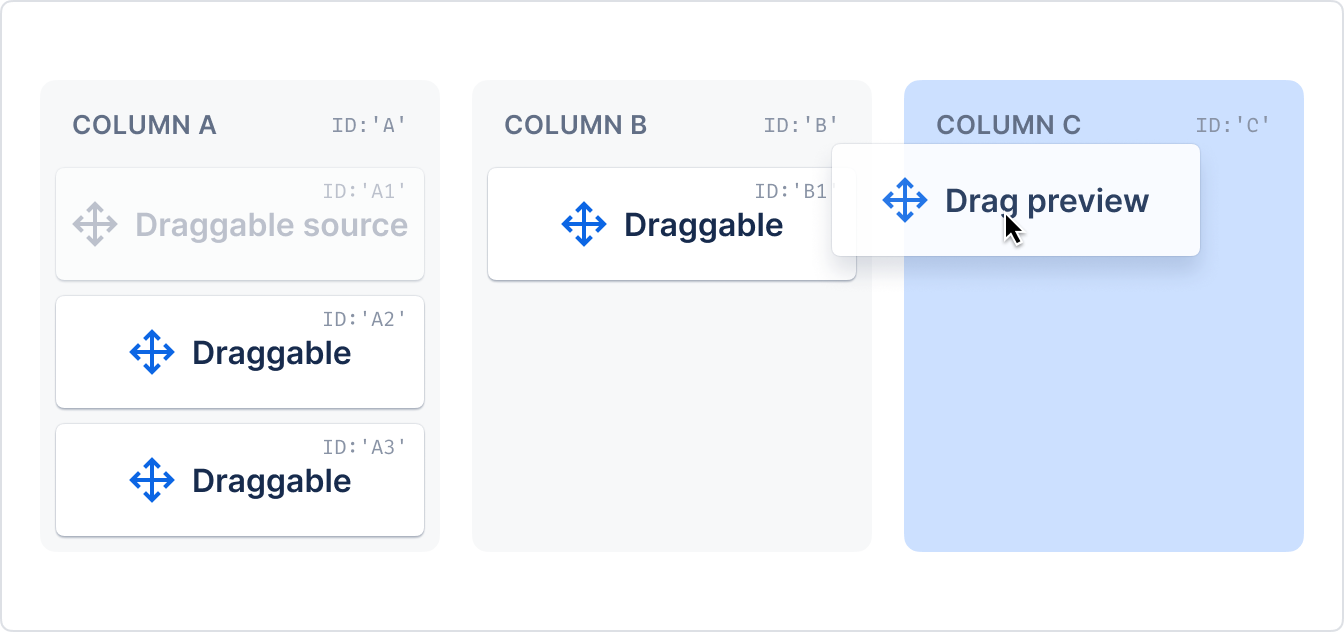 COLUMN A ID:'A'
ID:'A1'
Draggable source
ID:'A2'
Draggable
ID:'A3'
Draggable
COLUMN B ID:'B'
ID:'B1'
Draggable
COLUMN C ID:'C'
Drag preview